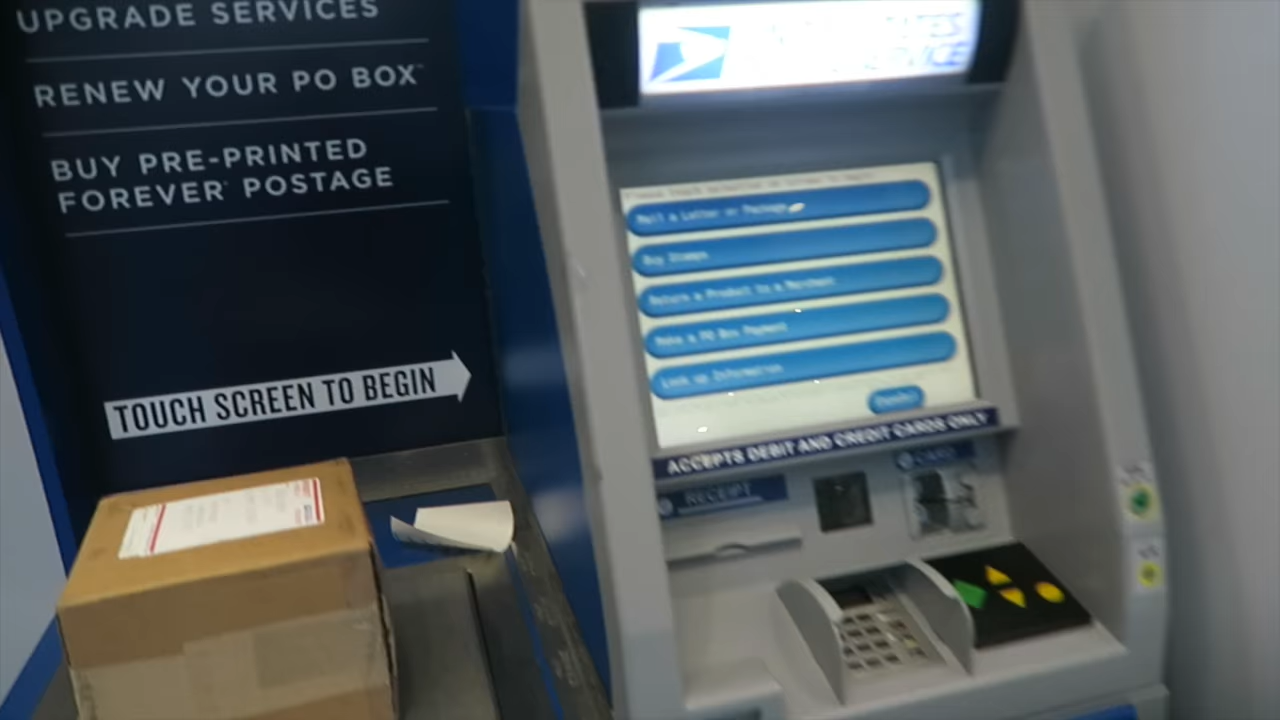 UPGRADE SERVICES
RENEW YOUR PO BOX™
BUY PRE-PRINTED
FOREVER® POSTAGE
TOUCH SCREEN TO BEGIN
Mail a Letter or Package
Buy Stamps
Return a Product to a Merchant
Make a PO Box Payment
Look up Information
ACCEPTS DEBIT AND CREDIT CARDS ONLY
RECEIPT
CARD